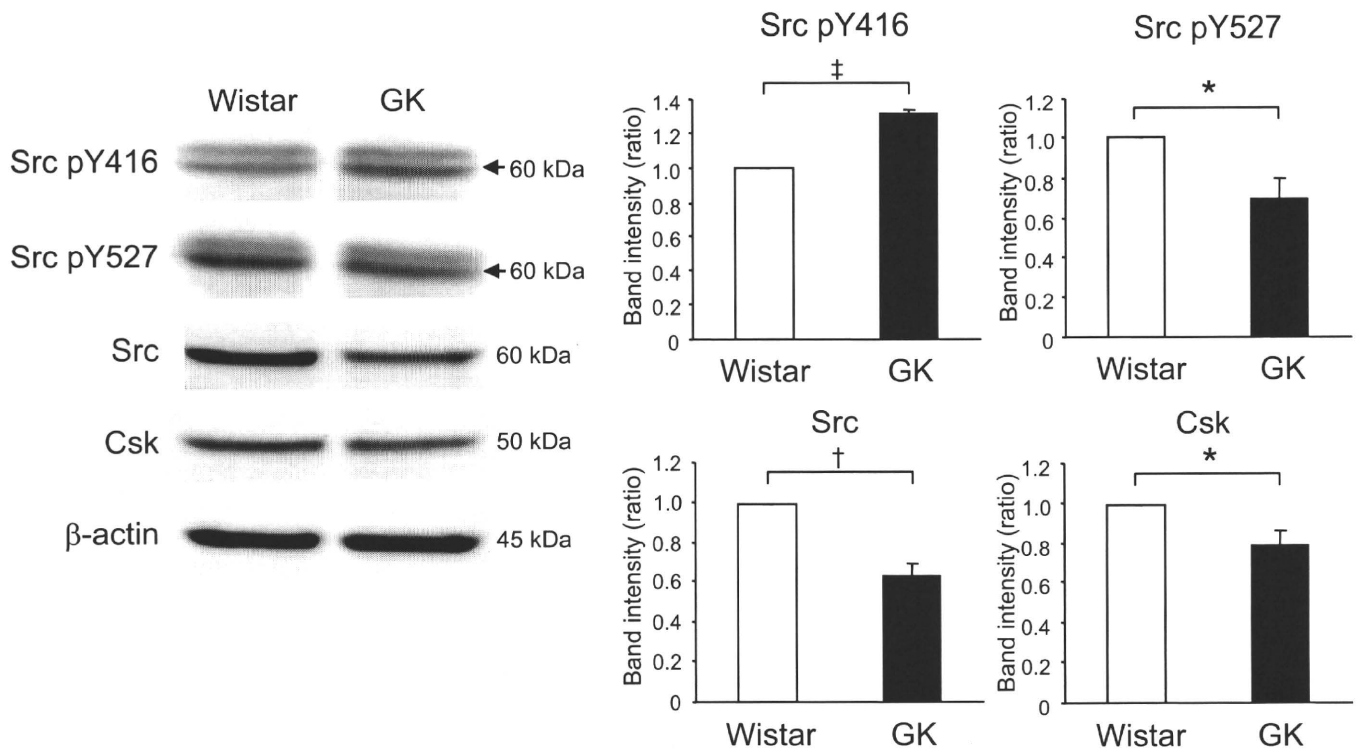 Wistar GK
Src pY416
60 kDa
Src pY527
60 kDa
Src
60 kDa
Csk
50 kDa
β-actin
45 kDa
Src pY416
‡
Band intensity (ratio)
1.4
1.2
1.0
0.8
0.6
0.4
0.2
0
Wistar GK
Src pY527
*
Band intensity (ratio)
1.2
1.0
0.8
0.6
0.4
0.2
0
Wistar GK
Src
†
Band intensity (ratio)
1.2
1.0
0.8
0.6
0.4
0.2
0
Wistar GK
Csk
*
Band intensity (ratio)
1.2
1.0
0.8
0.6
0.4
0.2
0
Wistar GK